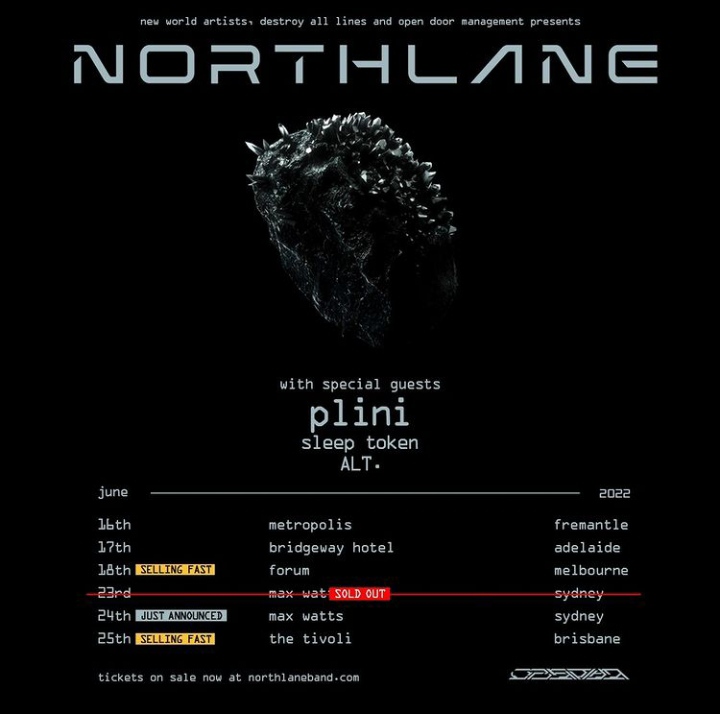 new world artists, destroy all lines and open door management presents
NORTHLANE
with special guests
plini
sleep token
ALT.
june 2022
16th metropolis fremantle
17th bridgeway hotel adelaide
18th SELLING FAST forum melbourne
23rd max watts SOLD OUT sydney
24th JUST ANNOUNCED max watts sydney
25th SELLING FAST the tivoli brisbane
tickets on sale now at northlaneband.com